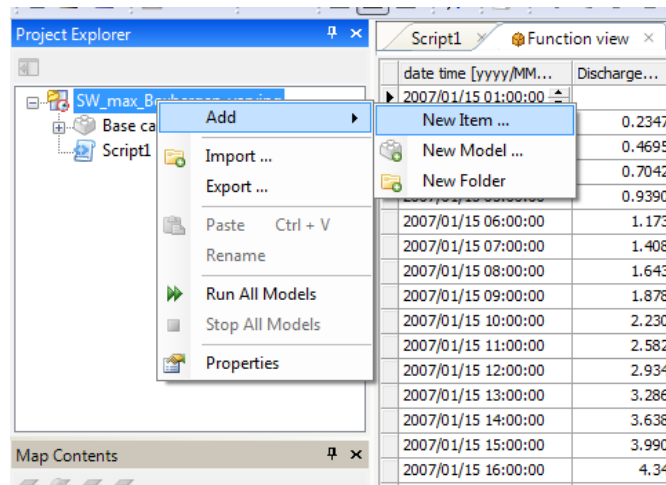 Project Explorer
SW_max_
Base ca
Script1
Add
Import ...
Export ...
Paste Ctrl + V
Rename
Run All Models
Stop All Models
Properties
New Item ...
New Model ...
New Folder
Map Contents
Script1 Function view
date time [yyyy/MM... Discharge...
2007/01/15 01:00:00
0.2347
0.4695
0.7042
0.9390
2007/01/15 06:00:00 1.173
2007/01/15 07:00:00 1.408
2007/01/15 08:00:00 1.643
2007/01/15 09:00:00 1.878
2007/01/15 10:00:00 2.230
2007/01/15 11:00:00 2.582
2007/01/15 12:00:00 2.934
2007/01/15 13:00:00 3.286
2007/01/15 14:00:00 3.638
2007/01/15 15:00:00 3.990
2007/01/15 16:00:00 4.34